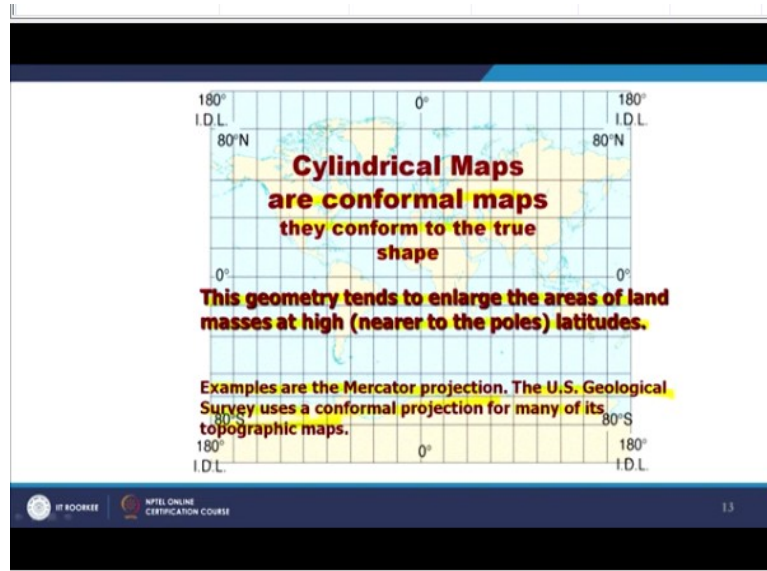 180° 0° 180°
I.D.L. I.D.L.
80°N 80°N
Cylindrical Maps
are conformal maps
they conform to the true
shape
0° 0°
This geometry tends to enlarge the areas of land
masses at high (nearer to the poles) latitudes.
Examples are the Mercator projection. The U.S. Geological
Survey uses a conformal projection for many of its
80°S 80°S
topographic maps.
180° 0° 180°
I.D.L. I.D.L.
IIT ROORKEE NPTEL ONLINE
CERTIFICATION COURSE
13